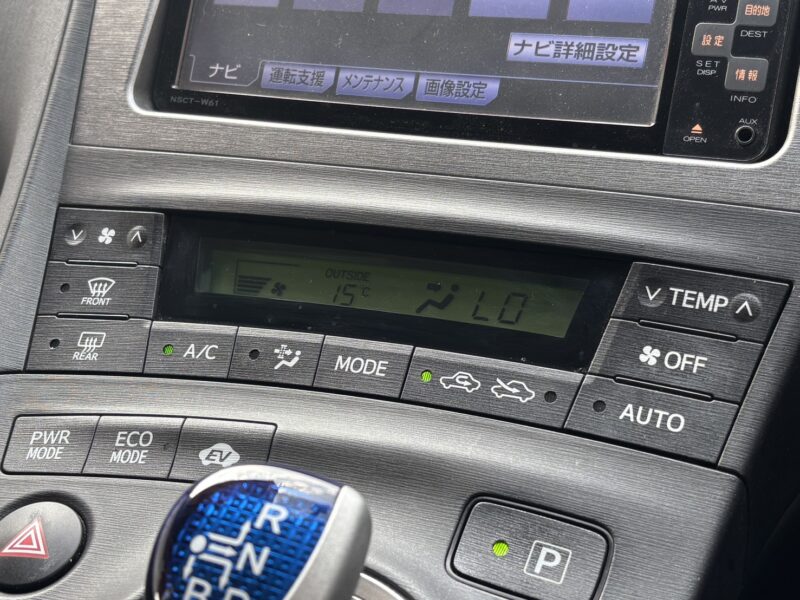 A V
PWR
目的地
DEST
設定
SET
DISP
情報
INFO
AUX
OPEN
ナビ詳細設定
ナビ 運転支援 メンテナンス 画像設定
NSCT-W61
OUTSIDE
15℃
LO
FRONT
REAR
A/C
MODE
TEMP
OFF
AUTO
PWR
MODE
ECO
MODE
EV
R
N
B D
P